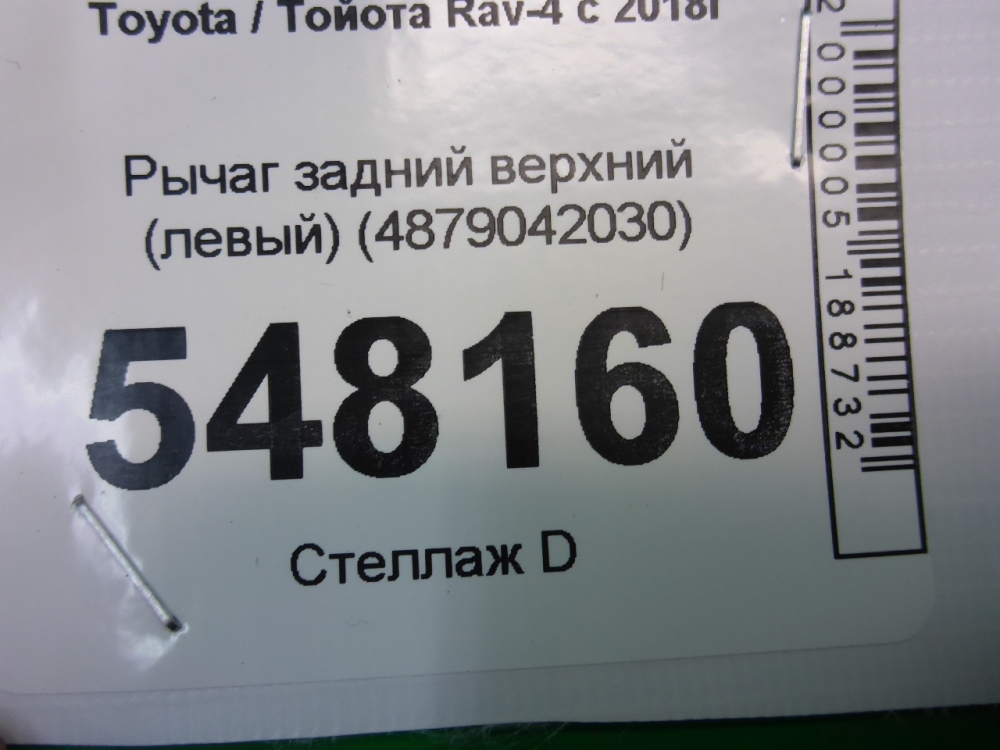 Toyota / Тойота Rav-4 с 2018г
Рычаг задний верхний
(левый) (4879042030)
548160
Стеллаж D
2000005188732